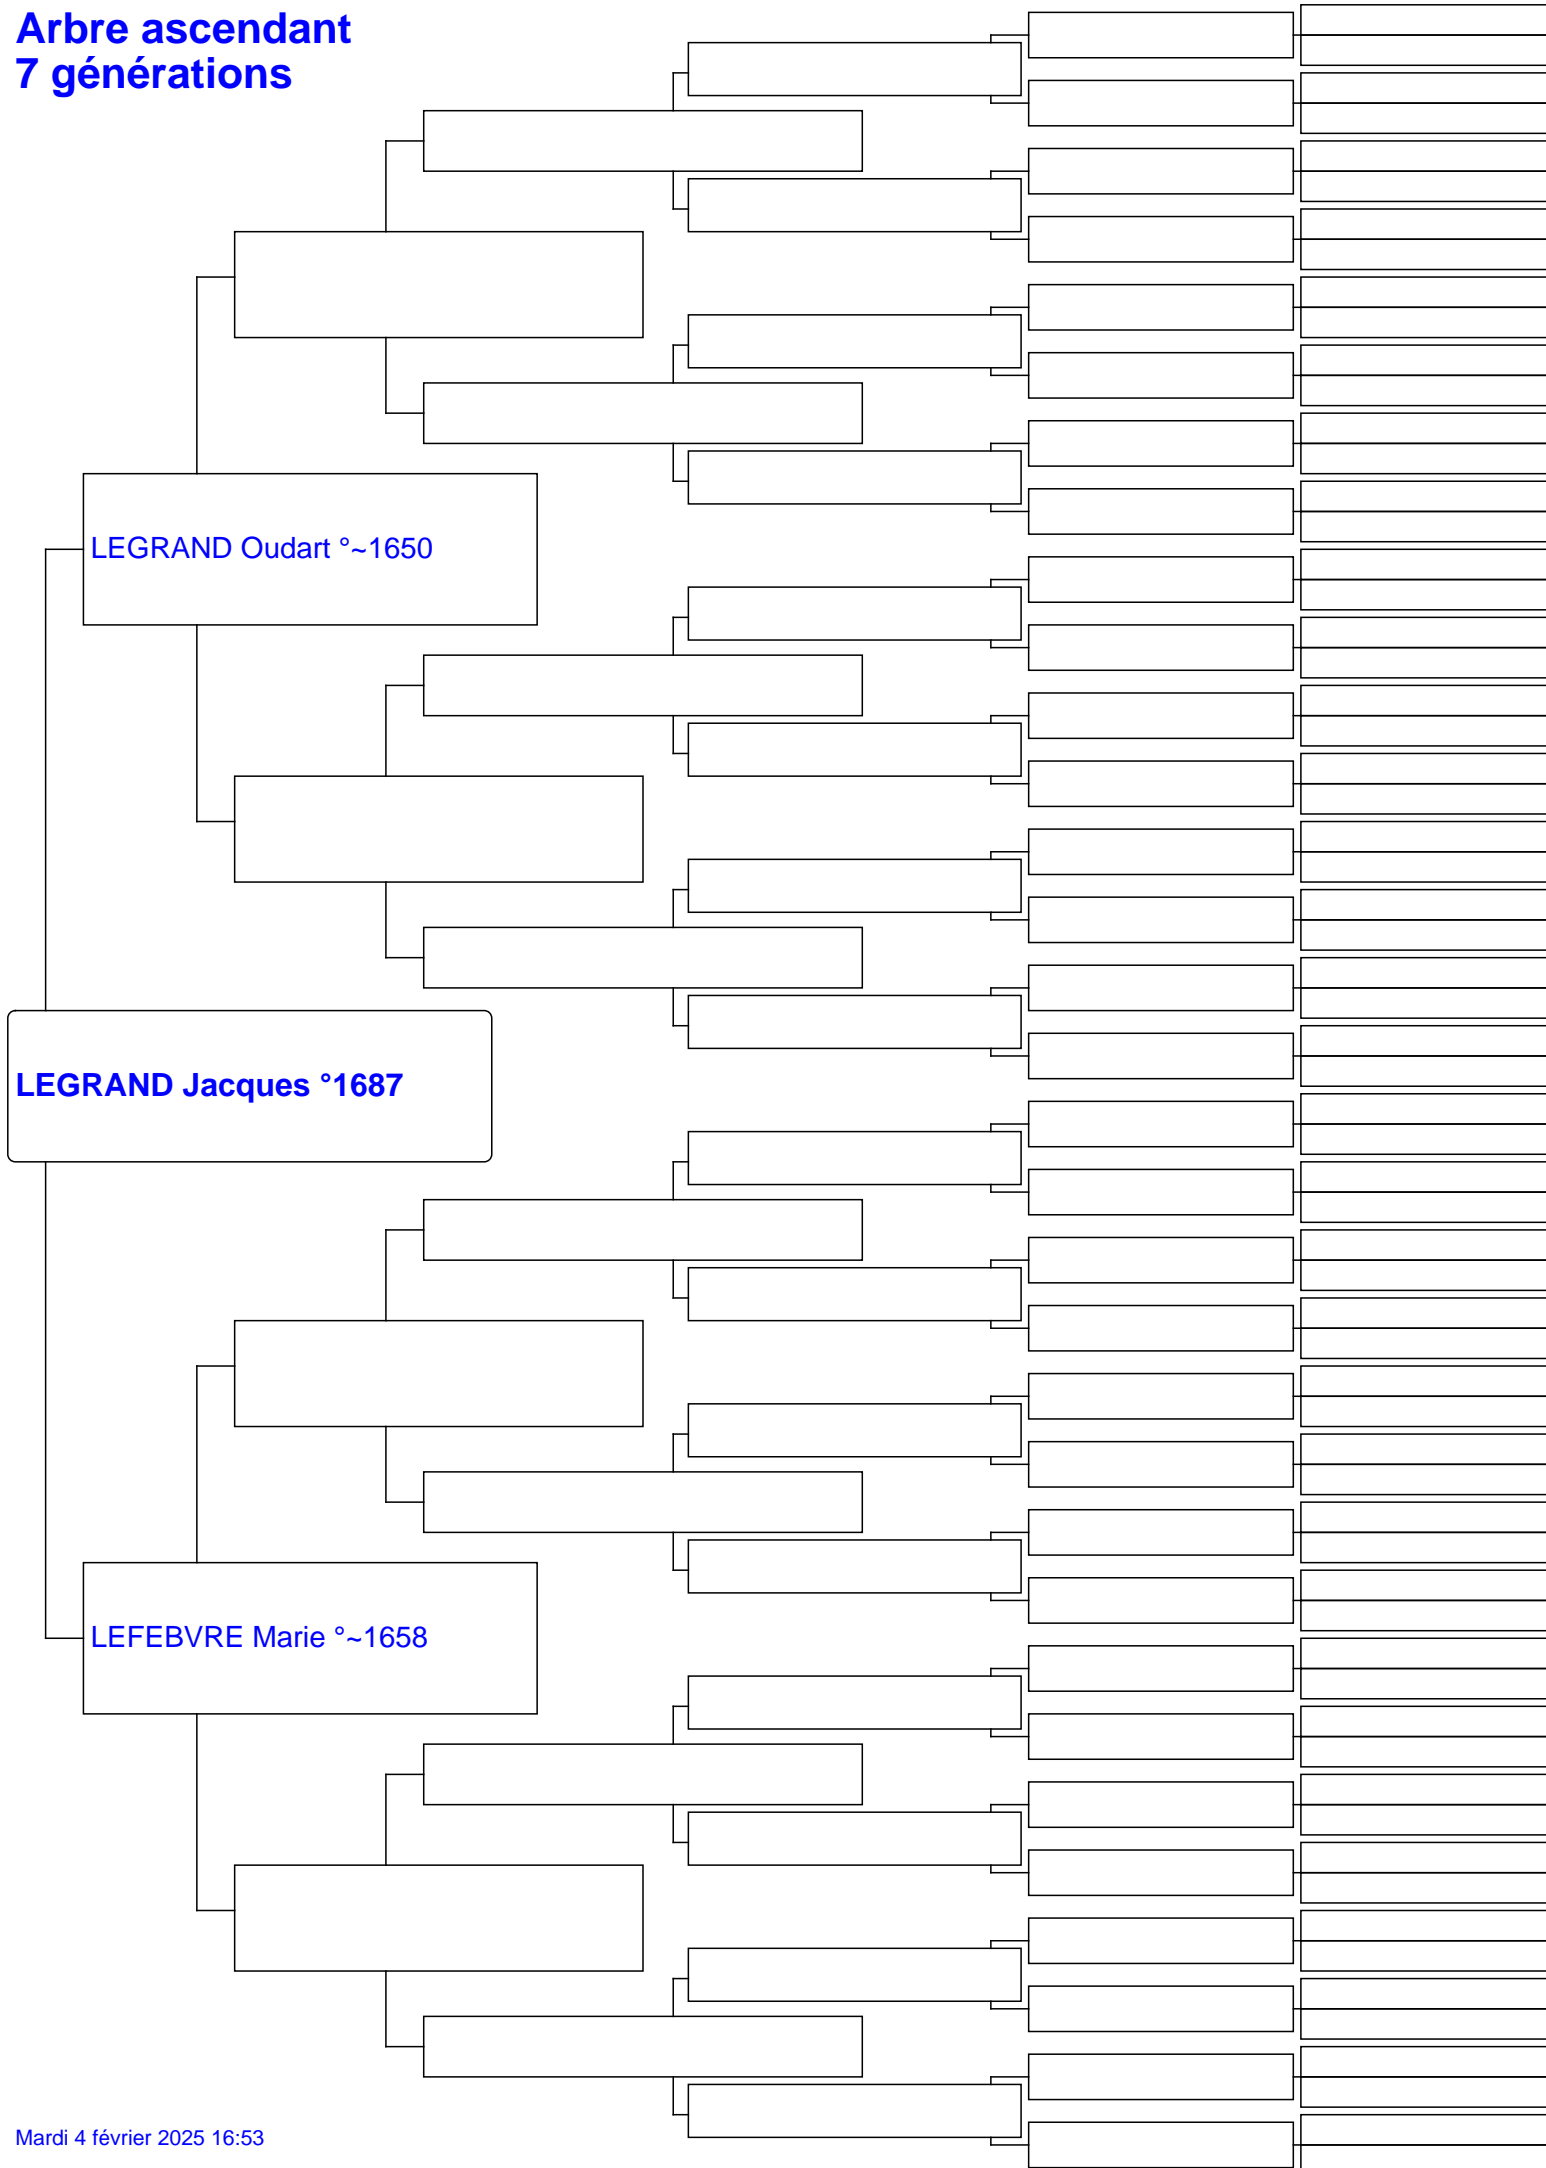 Arbre ascendant
7 générations
LEGRAND Oudart °~1650
LEGRAND Jacques °1687
LEFEBVRE Marie °~1658
Mardi 4 février 2025 16:53